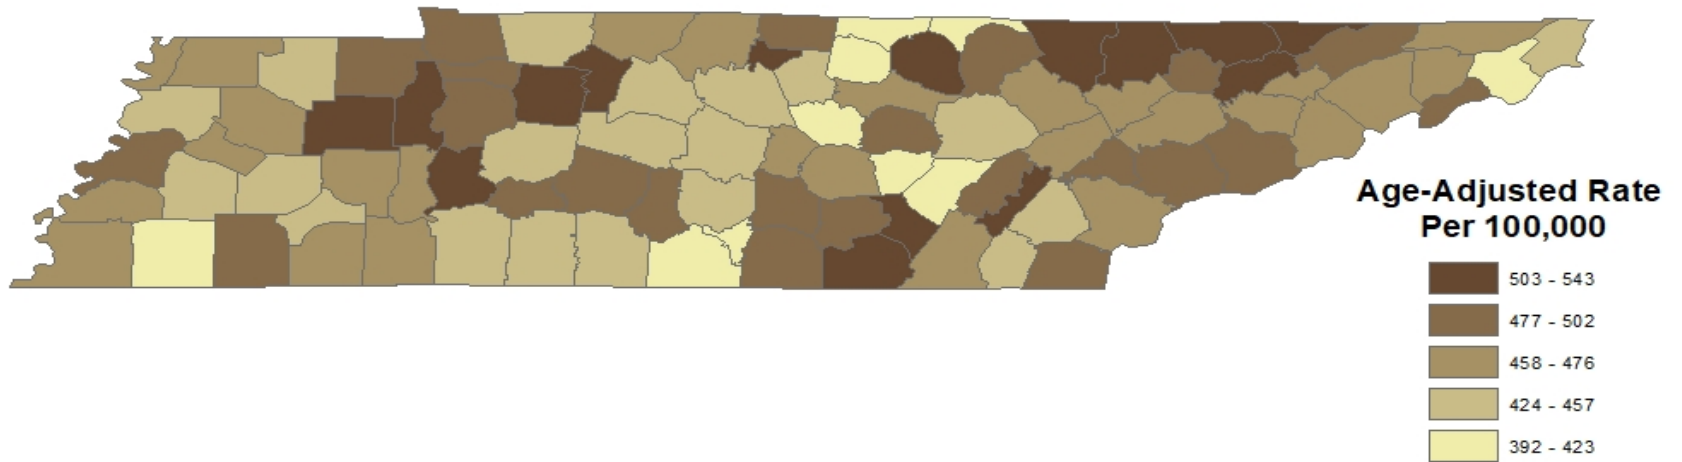 Age-Adjusted Rate
Per 100,000
503 - 543
477 - 502
458 - 476
424 - 457
392 - 423